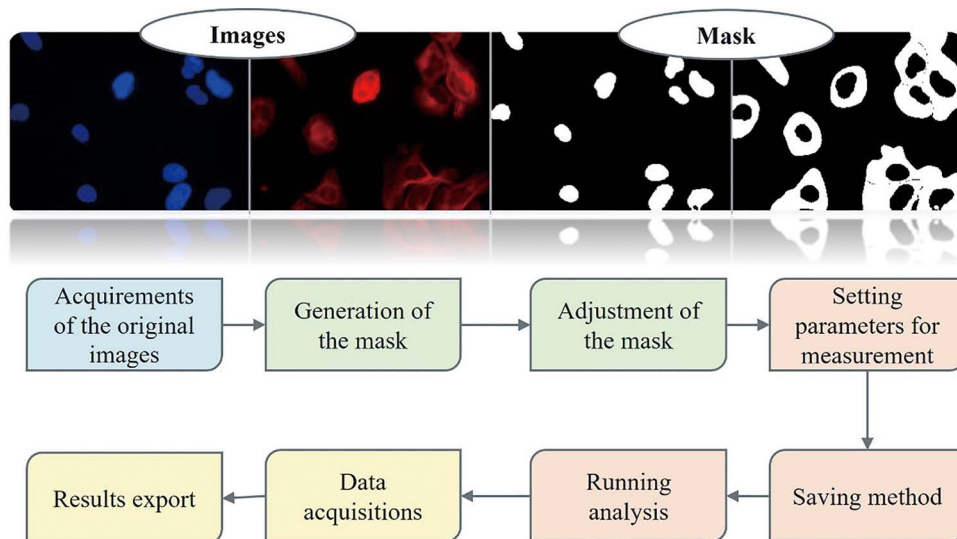 Images
Mask
Acquirements
of the original
images
Generation of
the mask
Adjustment of
the mask
Setting
parameters for
measurement
Results export
Data
acquisitions
Running
analysis
Saving method